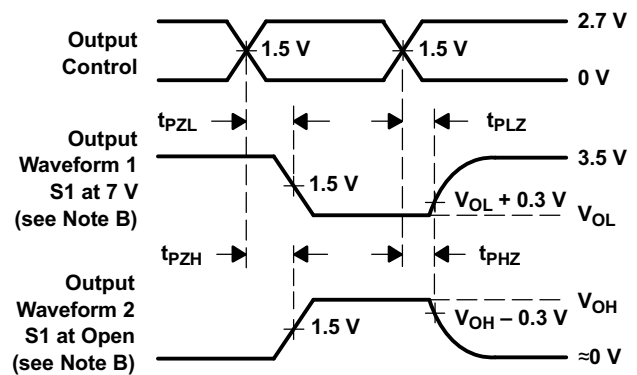 2.7 V
Output
Control
1.5 V
1.5 V
0 V
tPZL
tPLZ
Output
Waveform 1
S1 at 7 V
(see Note B)
3.5 V
1.5 V
VOL + 0.3 V
VOL
tPZH
tPHZ
Output
Waveform 2
S1 at Open
(see Note B)
VOH
1.5 V
VOH – 0.3 V
≈0 V